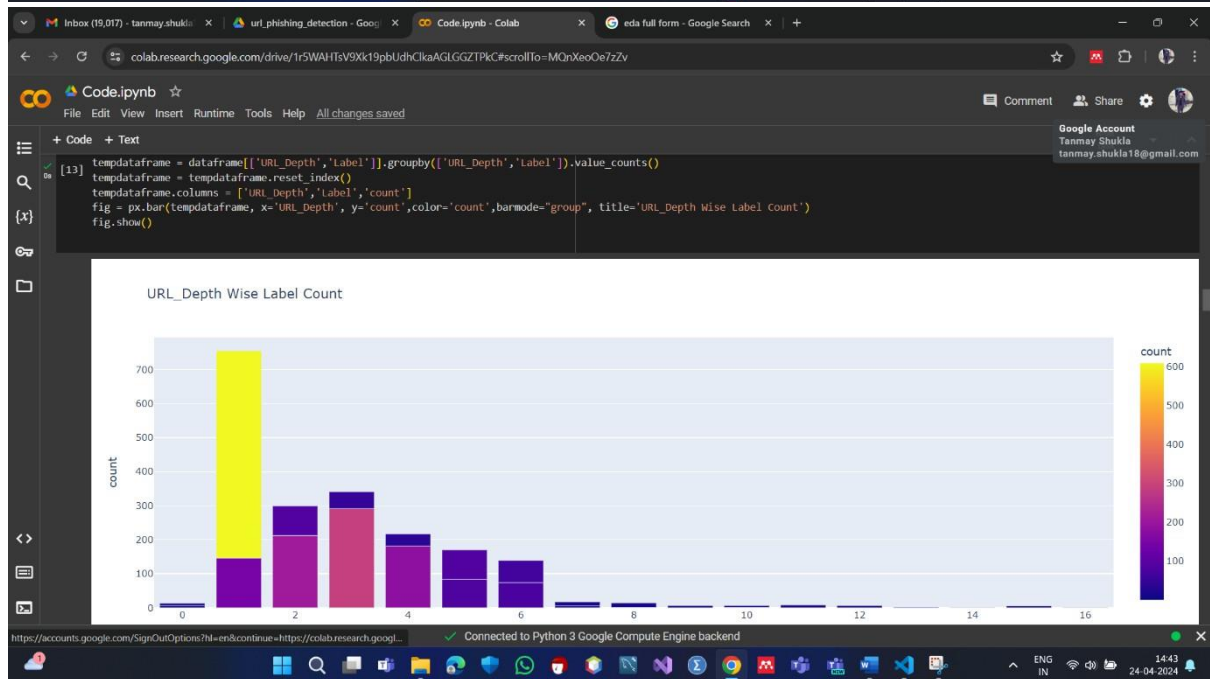 Inbox (19,017) - tanmay.shukla
url_phishing_detection - Goog
Code.ipynb - Colab
eda full form - Google Search
colab.research.google.com/drive/1r5WAHTsV9Xk19pbUdhClkaAGLGGZTPkC#scrollTo=MQnXeoOe7zZv
Code.ipynb
File Edit View Insert Runtime Tools Help All changes saved
Comment Share
Google Account
Tanmay Shukla
tanmay.shukla18@gmail.com
+ Code + Text
[13]
0s
tempdataframe = dataframe[['URL_Depth','Label']].groupby(['URL_Depth','Label']).value_counts()
tempdataframe = tempdataframe.reset_index()
tempdataframe.columns = ['URL_Depth','Label','count']
fig = px.bar(tempdataframe, x='URL_Depth', y='count',color='count',barmode="group", title='URL_Depth Wise Label Count')
fig.show()
{x}
URL_Depth Wise Label Count
count
700
600
500
400
300
200
100
0
0 2 4 6 8 10 12 14 16
count
600
500
400
300
200
100
https://accounts.google.com/SignOutOptions?hl=en&continue=https://colab.research.googl...
Connected to Python 3 Google Compute Engine backend
ENG
IN
14:43
24-04-2024